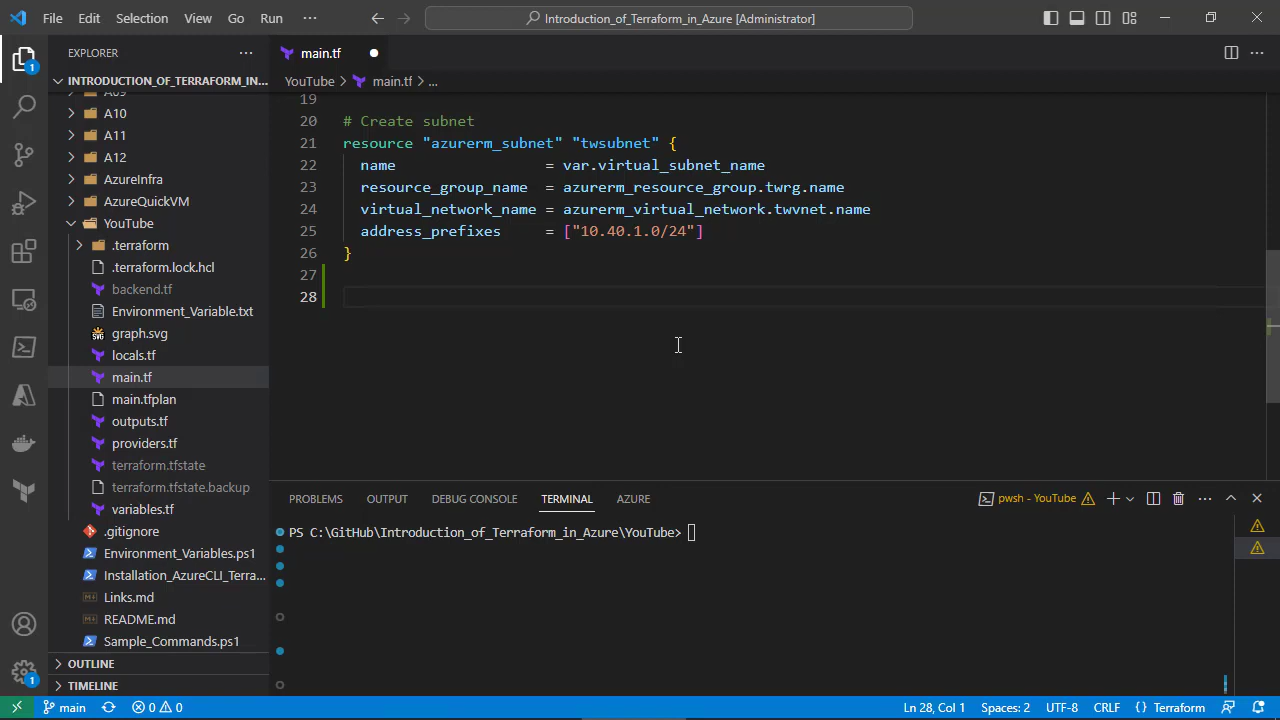 File Edit Selection View Go Run ··· Introduction_of_Terraform_in_Azure [Administrator]
EXPLORER ···
main.tf
INTRODUCTION_OF_TERRAFORM_IN_...
YouTube > main.tf > ...
A09
A10
A11
A12
AzureInfra
AzureQuickVM
YouTube
.terraform
.terraform.lock.hcl
backend.tf
Environment_Variable.txt
graph.svg
locals.tf
main.tf
main.tfplan
outputs.tf
providers.tf
terraform.tfstate
terraform.tfstate.backup
variables.tf
.gitignore
Environment_Variables.ps1
Installation_AzureCLI_Terra...
Links.md
README.md
Sample_Commands.ps1
OUTLINE
TIMELINE
1
1
19
20 # Create subnet
21 resource "azurerm_subnet" "twsubnet" {
22 name = var.virtual_subnet_name
23 resource_group_name = azurerm_resource_group.twrg.name
24 virtual_network_name = azurerm_virtual_network.twvnet.name
25 address_prefixes = ["10.40.1.0/24"]
26 }
27
28
PROBLEMS OUTPUT DEBUG CONSOLE TERMINAL AZURE pwsh - YouTube
PS C:\GitHub\Introduction_of_Terraform_in_Azure\YouTube>
main 0 0 Ln 28, Col 1 Spaces: 2 UTF-8 CRLF { } Terraform